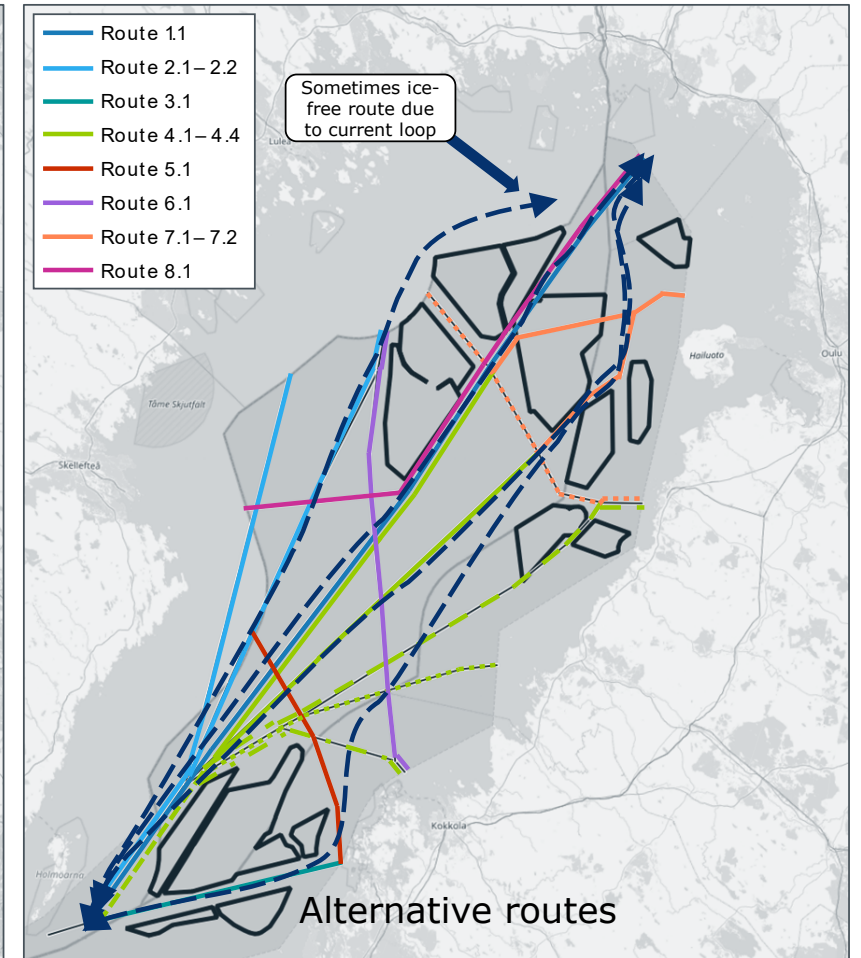 Route 1.1
Route 2.1–2.2
Route 3.1
Route 4.1–4.4
Route 5.1
Route 6.1
Route 7.1–7.2
Route 8.1
Sometimes ice-
free route due
to current loop
Luleå
Hailuoto
Oulu
Tåme Skjutfält
Skellefteå
Kokkola
Holmöarna
Alternative routes